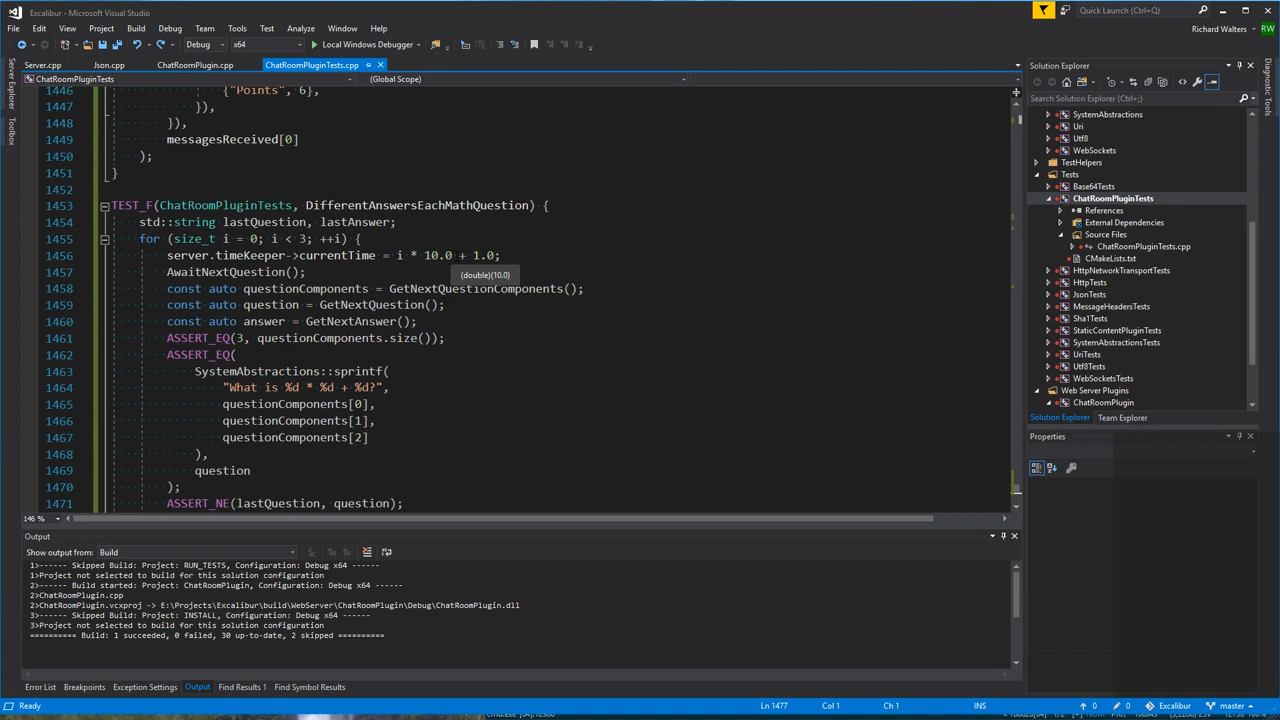 Excalibur - Microsoft Visual Studio
Quick Launch (Ctrl+Q)
File Edit View Project Build Debug Team Tools Test Analyze Window Help
Richard Walters RW
Debug x64 Local Windows Debugger
Server.cpp Json.cpp ChatRoomPlugin.cpp ChatRoomPluginTests.cpp
ChatRoomPluginTests (Global Scope)
Server Explorer
Toolbox
1446 {"Points", 6},
1447 }),
1448 }),
1449 messagesReceived[0]
1450 );
1451 }
1452
1453 TEST_F(ChatRoomPluginTests, DifferentAnswersEachMathQuestion) {
1454 std::string lastQuestion, lastAnswer;
1455 for (size_t i = 0; i < 3; ++i) {
1456 server.timeKeeper->currentTime = i * 10.0 + 1.0;
(double)(10.0)
1457 AwaitNextQuestion();
1458 const auto questionComponents = GetNextQuestionComponents();
1459 const auto question = GetNextQuestion();
1460 const auto answer = GetNextAnswer();
1461 ASSERT_EQ(3, questionComponents.size());
1462 ASSERT_EQ(
1463 SystemAbstractions::sprintf(
1464 "What is %d * %d + %d?",
1465 questionComponents[0],
1466 questionComponents[1],
1467 questionComponents[2]
1468 ),
1469 question
1470 );
1471 ASSERT_NE(lastQuestion, question);
146 %
Output
Show output from: Build
1>------ Skipped Build: Project: RUN_TESTS, Configuration: Debug x64 ------
1>Project not selected to build for this solution configuration
2>------ Build started: Project: ChatRoomPlugin, Configuration: Debug x64 ------
2>ChatRoomPlugin.cpp
2>ChatRoomPlugin.vcxproj -> E:\Projects\Excalibur\build\WebServer\ChatRoomPlugin\Debug\ChatRoomPlugin.dll
3>------ Skipped Build: Project: INSTALL, Configuration: Debug x64 ------
3>Project not selected to build for this solution configuration
========== Build: 1 succeeded, 0 failed, 30 up-to-date, 2 skipped ==========
Error List Breakpoints Exception Settings Output Find Results 1 Find Symbol Results
Solution Explorer
Search Solution Explorer (Ctrl+;)
SystemAbstractions
Uri
Utf8
WebSockets
TestHelpers
Tests
Base64Tests
ChatRoomPluginTests
References
External Dependencies
Source Files
ChatRoomPluginTests.cpp
CMakeLists.txt
HttpNetworkTransportTests
HttpTests
JsonTests
MessageHeadersTests
Sha1Tests
StaticContentPluginTests
SystemAbstractionsTests
UriTests
Utf8Tests
WebSocketsTests
Web Server Plugins
ChatRoomPlugin
Solution Explorer Team Explorer
Properties
Diagnostic Tools
Ready Ln 1477 Col 1 Ch 1 INS 0 0 Excalibur master